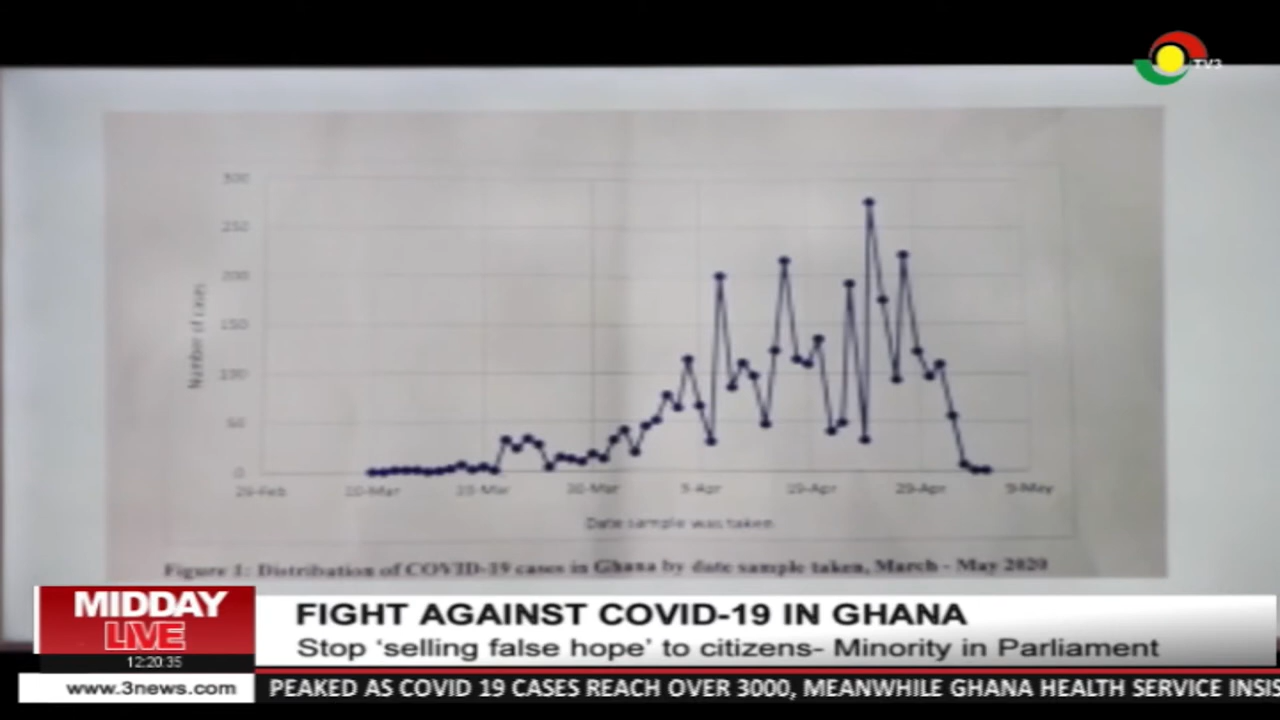 TV3
300
250
200
150
100
50
0
Number of cases
10-Mar
30-Mar
9-Apr
19-Apr
29-Apr
9-May
Date sample was taken
Figure 1: Distribution of COVID-19 cases in Ghana by date sample taken, March - May 2020
MIDDAY
LIVE
12:20:35
FIGHT AGAINST COVID-19 IN GHANA
Stop ‘selling false hope’ to citizens- Minority in Parliament
www.3news.com
PEAKED AS COVID 19 CASES REACH OVER 3000, MEANWHILE GHANA HEALTH SERVICE INSIS